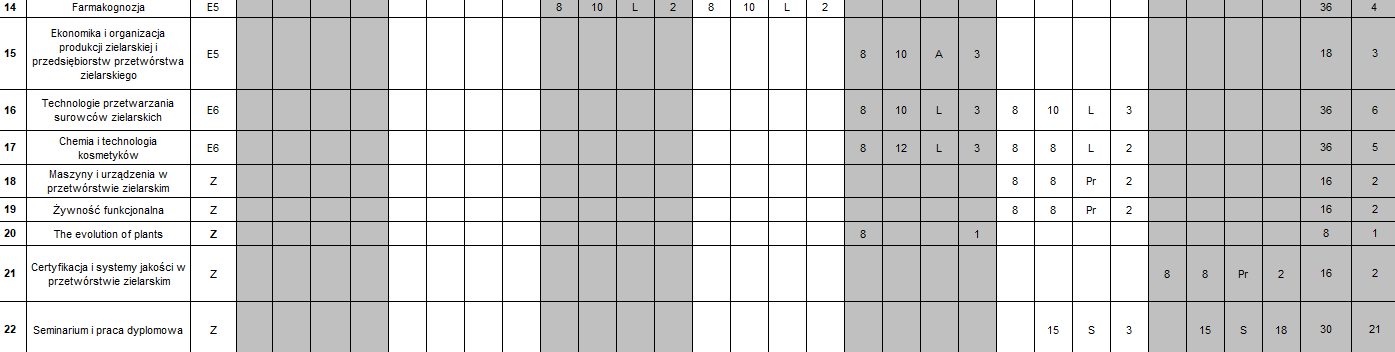 14 Farmakognozja E5 8 10 L 2 8 10 L 2 36 4
15 Ekonomika i organizacja
produkcji zielarskiej i
przedsiębiorstw przetwórstwa
zielarskiego E5 8 10 A 3 18 3
16 Technologie przetwarzania
surowców zielarskich E6 8 10 L 3 8 10 L 3 36 6
17 Chemia i technologia
kosmetyków E6 8 12 L 3 8 8 L 2 36 5
18 Maszyny i urządzenia w
przetwórstwie zielarskim Z 8 8 Pr 2 16 2
19 Żywność funkcjonalna Z 8 8 Pr 2 16 2
20 The evolution of plants Z 8 1 8 1
21 Certyfikacja i systemy jakości w
przetwórstwie zielarskim Z 8 8 Pr 2 16 2
22 Seminarium i praca dyplomowa Z 15 S 3 15 S 18 30 21